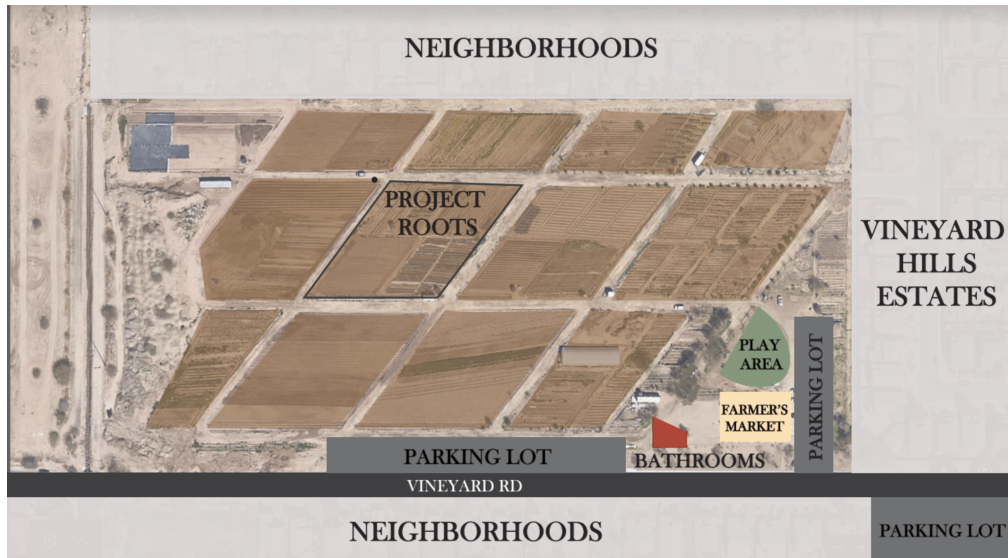 NEIGHBORHOODS
PROJECT
ROOTS
VINEYARD
HILLS
ESTATES
PLAY
AREA
PARKING LOT
FARMER'S
MARKET
PARKING LOT
BATHROOMS
VINEYARD RD
NEIGHBORHOODS
PARKING LOT